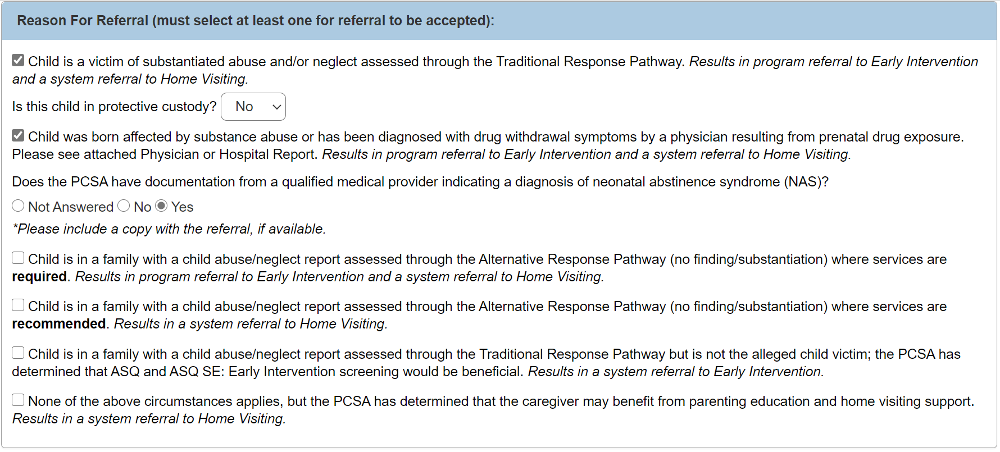 Reason For Referral (must select at least one for referral to be accepted):
Child is a victim of substantiated abuse and/or neglect assessed through the Traditional Response Pathway. Results in program referral to Early Intervention
and a system referral to Home Visiting.
Is this child in protective custody? No
Child was born affected by substance abuse or has been diagnosed with drug withdrawal symptoms by a physician resulting from prenatal drug exposure.
Please see attached Physician or Hospital Report. Results in program referral to Early Intervention and a system referral to Home Visiting.
Does the PCSA have documentation from a qualified medical provider indicating a diagnosis of neonatal abstinence syndrome (NAS)?
Not Answered No Yes
*Please include a copy with the referral, if available.
Child is in a family with a child abuse/neglect report assessed through the Alternative Response Pathway (no finding/substantiation) where services are
required. Results in program referral to Early Intervention and a system referral to Home Visiting.
Child is in a family with a child abuse/neglect report assessed through the Alternative Response Pathway (no finding/substantiation) where services are
recommended. Results in a system referral to Home Visiting.
Child is in a family with a child abuse/neglect report assessed through the Traditional Response Pathway but is not the alleged child victim; the PCSA has
determined that ASQ and ASQ SE: Early Intervention screening would be beneficial. Results in a system referral to Early Intervention.
None of the above circumstances applies, but the PCSA has determined that the caregiver may benefit from parenting education and home visiting support.
Results in a system referral to Home Visiting.